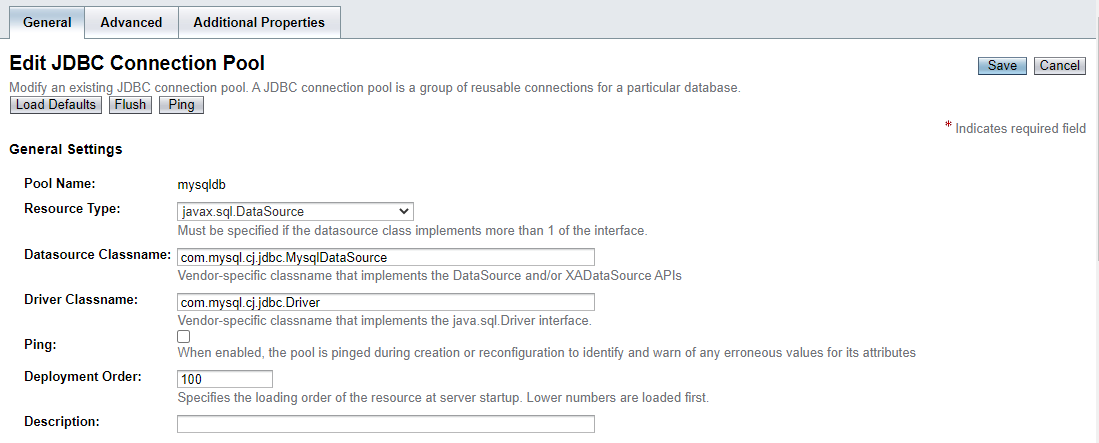 General Advanced Additional Properties
Edit JDBC Connection Pool
Save Cancel
Modify an existing JDBC connection pool. A JDBC connection pool is a group of reusable connections for a particular database.
Load Defaults Flush Ping
* Indicates required field
General Settings
Pool Name: mysqldb
Resource Type: javax.sql.DataSource
Must be specified if the datasource class implements more than 1 of the interface.
Datasource Classname: com.mysql.cj.jdbc.MysqlDataSource
Vendor-specific classname that implements the DataSource and/or XADataSource APIs
Driver Classname: com.mysql.cj.jdbc.Driver
Vendor-specific classname that implements the java.sql.Driver interface.
Ping:
When enabled, the pool is pinged during creation or reconfiguration to identify and warn of any erroneous values for its attributes
Deployment Order: 100
Specifies the loading order of the resource at server startup. Lower numbers are loaded first.
Description: